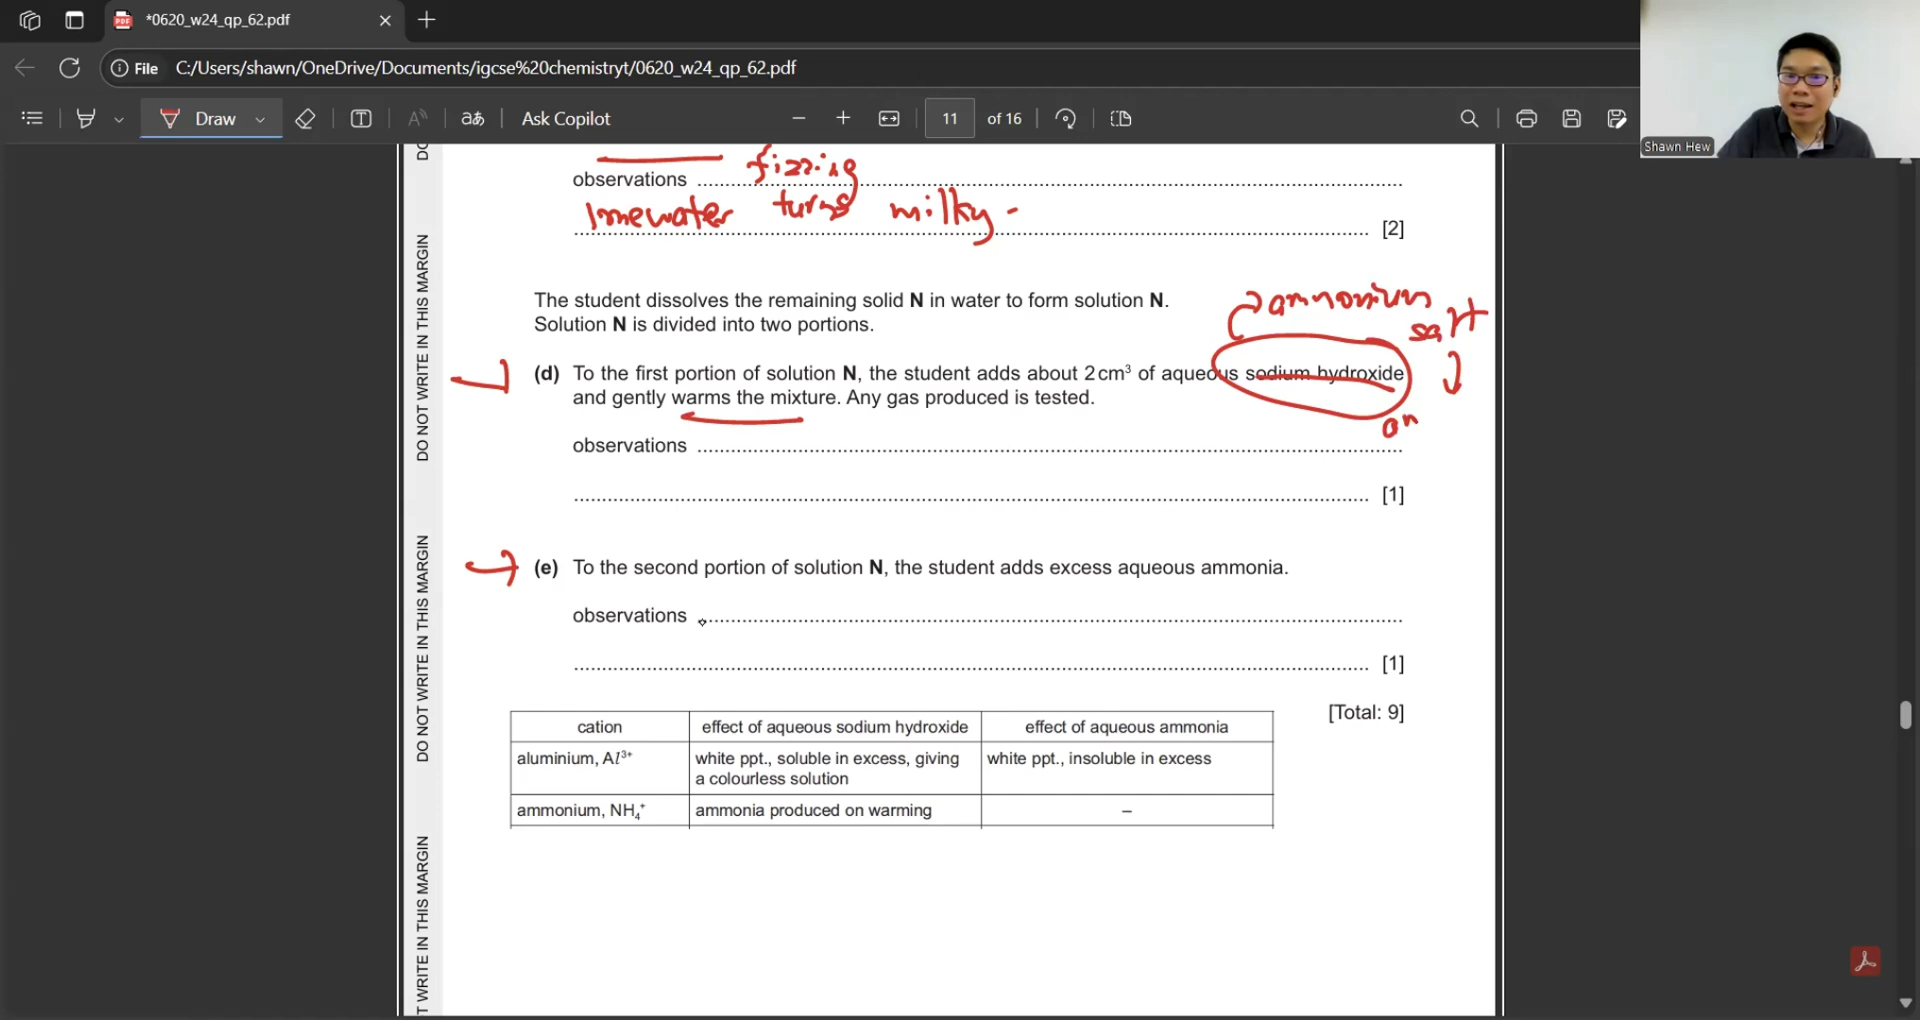 *0620_w24_qp_62.pdf
File C:/Users/shawn/OneDrive/Documents/igcse%20chemistryt/0620_w24_qp_62.pdf
Draw aあ Ask Copilot 11 of 16
Shawn Hew
fizzing
observations
limewater turns milky
[2]
The student dissolves the remaining solid N in water to form solution N.
Solution N is divided into two portions.
ammonium
salt
(d) To the first portion of solution N, the student adds about 2 cm³ of aqueous sodium hydroxide
and gently warms the mixture. Any gas produced is tested.
an
observations
[1]
(e) To the second portion of solution N, the student adds excess aqueous ammonia.
observations
[1]
[Total: 9]
cation effect of aqueous sodium hydroxide effect of aqueous ammonia
aluminium, Al³⁺ white ppt., soluble in excess, giving white ppt., insoluble in excess
a colourless solution
ammonium, NH₄⁺ ammonia produced on warming –
DO
DO NOT WRITE IN THIS MARGIN
DO NOT WRITE IN THIS MARGIN
T WRITE IN THIS MARGIN